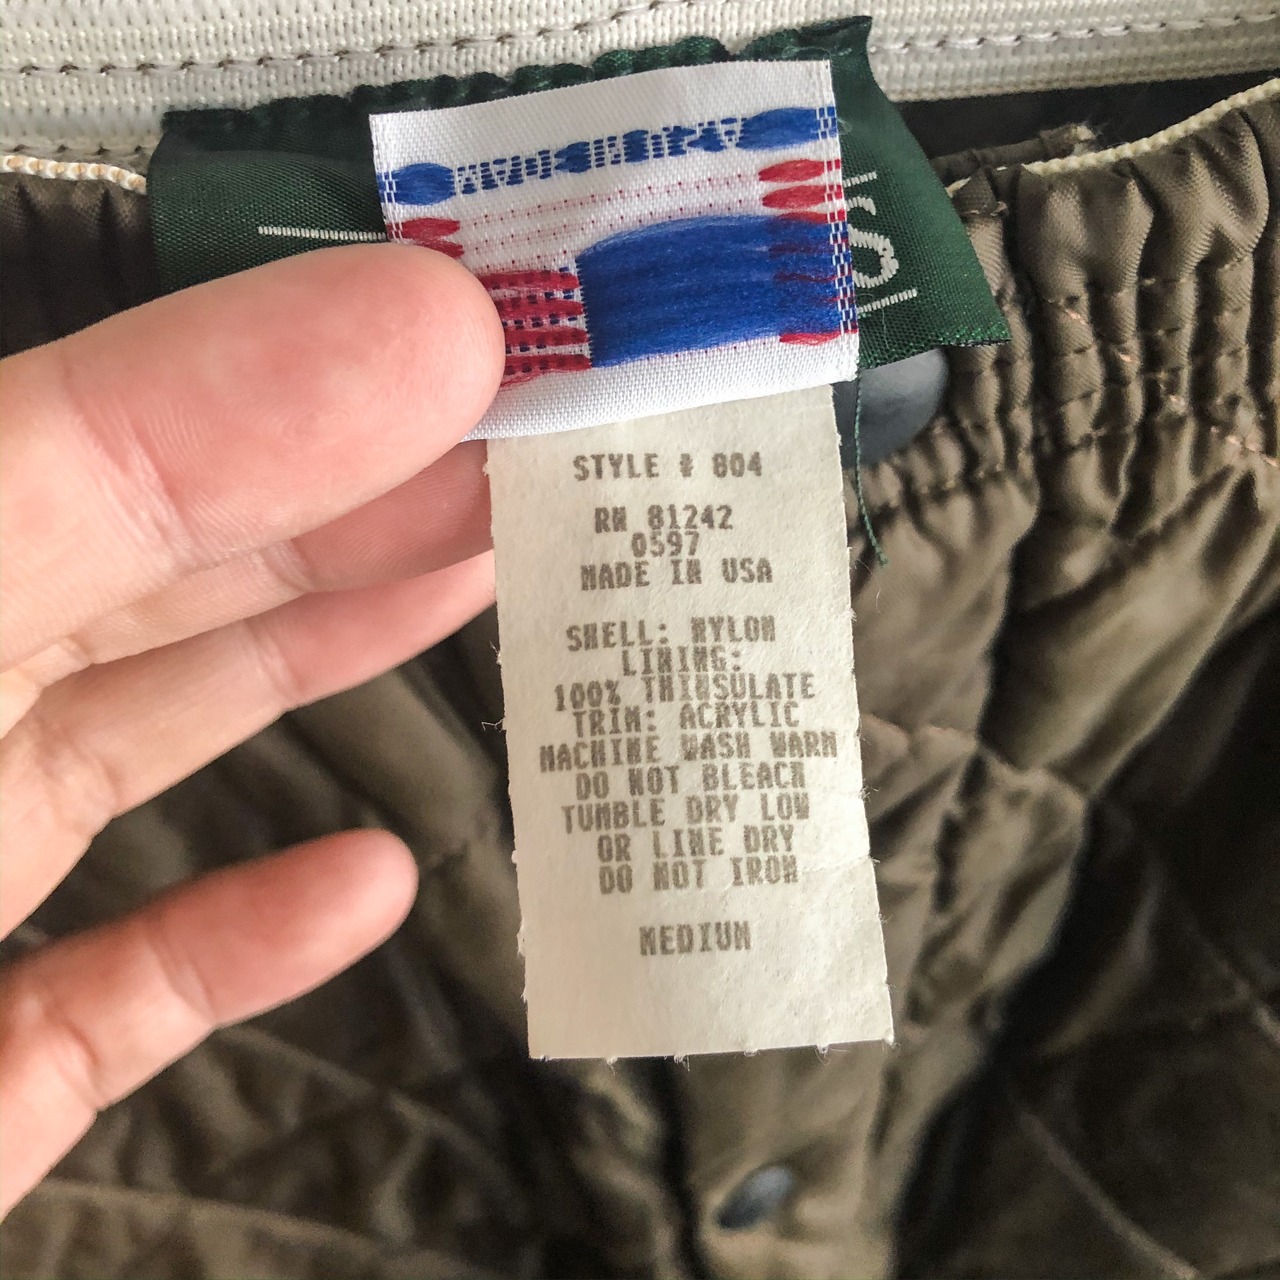 STYLE # 804
RN 81242
0597
MADE IN USA
SHELL: NYLON
LINING:
100% THINSULATE
TRIM: ACRYLIC
MACHINE WASH WARM
DO NOT BLEACH
TUMBLE DRY LOW
OR LINE DRY
DO NOT IRON
MEDIUM